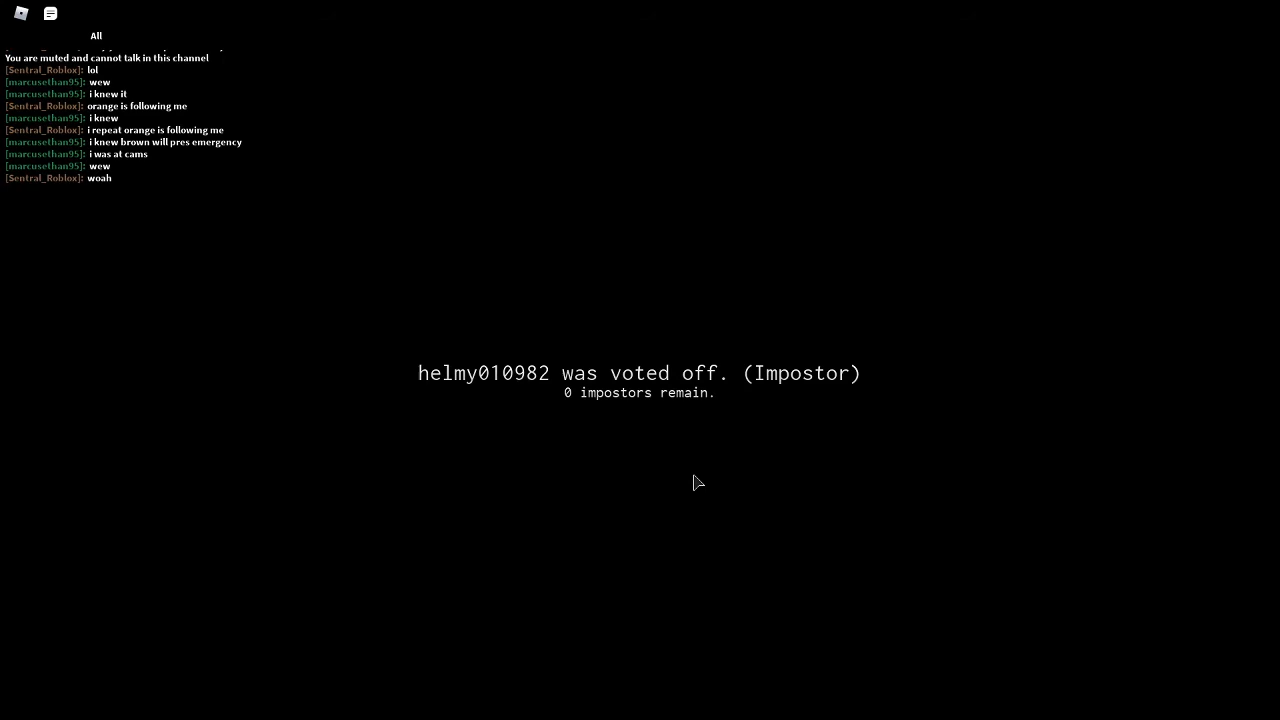 All
You are muted and cannot talk in this channel
[Sentral_Roblox]: lol
[marcusethan95]: wew
[marcusethan95]: i knew it
[Sentral_Roblox]: orange is following me
[marcusethan95]: i knew
[Sentral_Roblox]: i repeat orange is following me
[marcusethan95]: i knew brown will pres emergency
[marcusethan95]: i was at cams
[marcusethan95]: wew
[Sentral_Roblox]: woah
helmy010982 was voted off. (Impostor)
0 impostors remain.